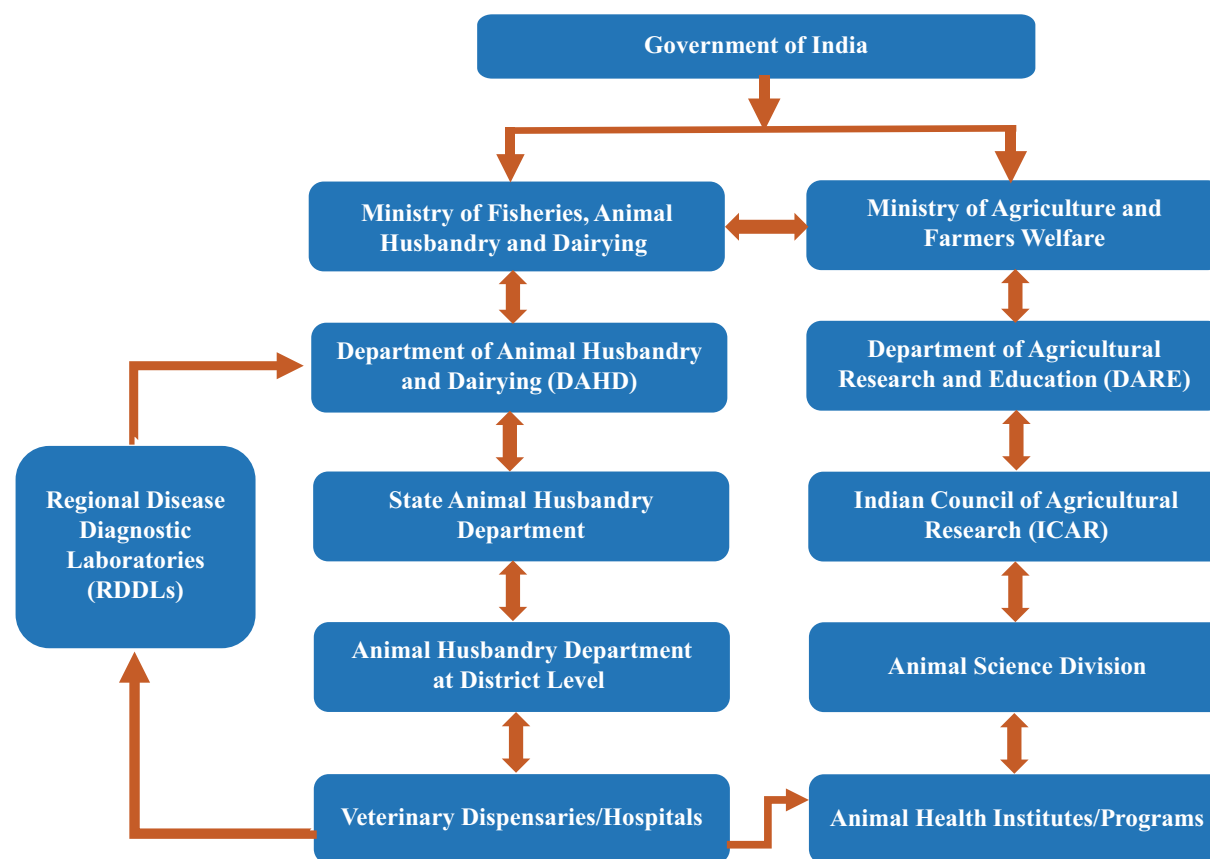 Government of India
Ministry of Fisheries, Animal
Husbandry and Dairying
Ministry of Agriculture and
Farmers Welfare
Department of Animal Husbandry
and Dairying (DAHD)
Department of Agricultural
Research and Education (DARE)
Regional Disease
Diagnostic
Laboratories
(RDDLs)
State Animal Husbandry
Department
Indian Council of Agricultural
Research (ICAR)
Animal Husbandry Department
at District Level
Animal Science Division
Veterinary Dispensaries/Hospitals
Animal Health Institutes/Programs